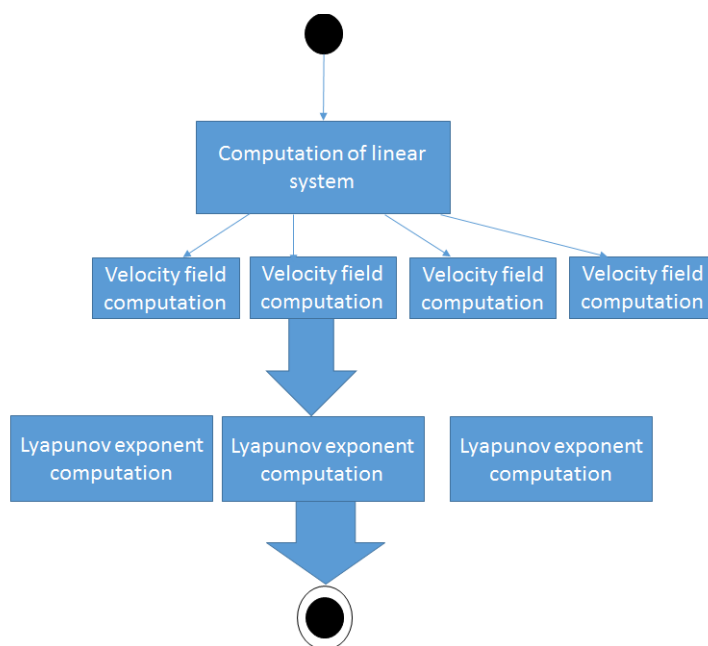 Computation of linear
system
Velocity field
computation
Velocity field
computation
Velocity field
computation
Velocity field
computation
Lyapunov exponent
computation
Lyapunov exponent
computation
Lyapunov exponent
computation